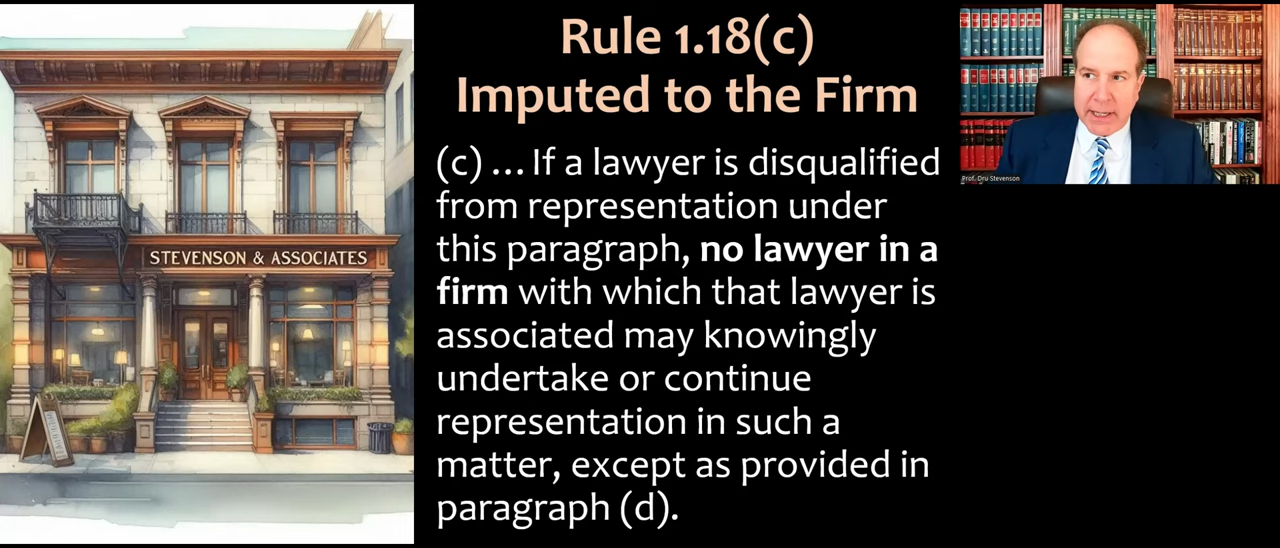 STEVENSON & ASSOCIATES
Rule 1.18(c)
Imputed to the Firm
(c) ... If a lawyer is disqualified
from representation under
this paragraph, no lawyer in a
firm with which that lawyer is
associated may knowingly
undertake or continue
representation in such a
matter, except as provided in
paragraph (d).
Prof. Dru Stevenson